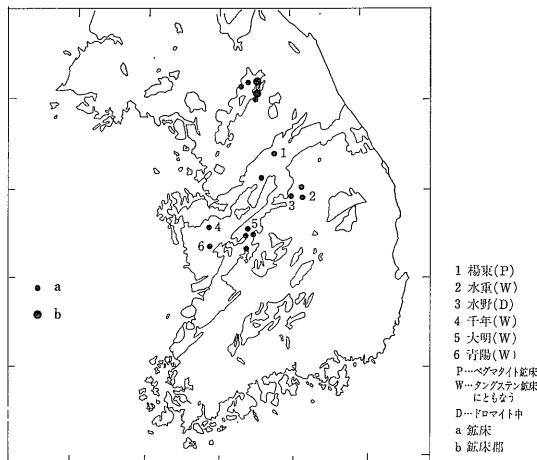 1
2
3
4
5
6
a
b
1 楊東(P)
2 水重(W)
3 水野(D)
4 千年(W)
5 大明(W)
6 青陽(W)
P…ペグマタイト鉱床
W…タングステン鉱床
にともなう
D…ドロマイト中
a 鉱床
b 鉱床郡